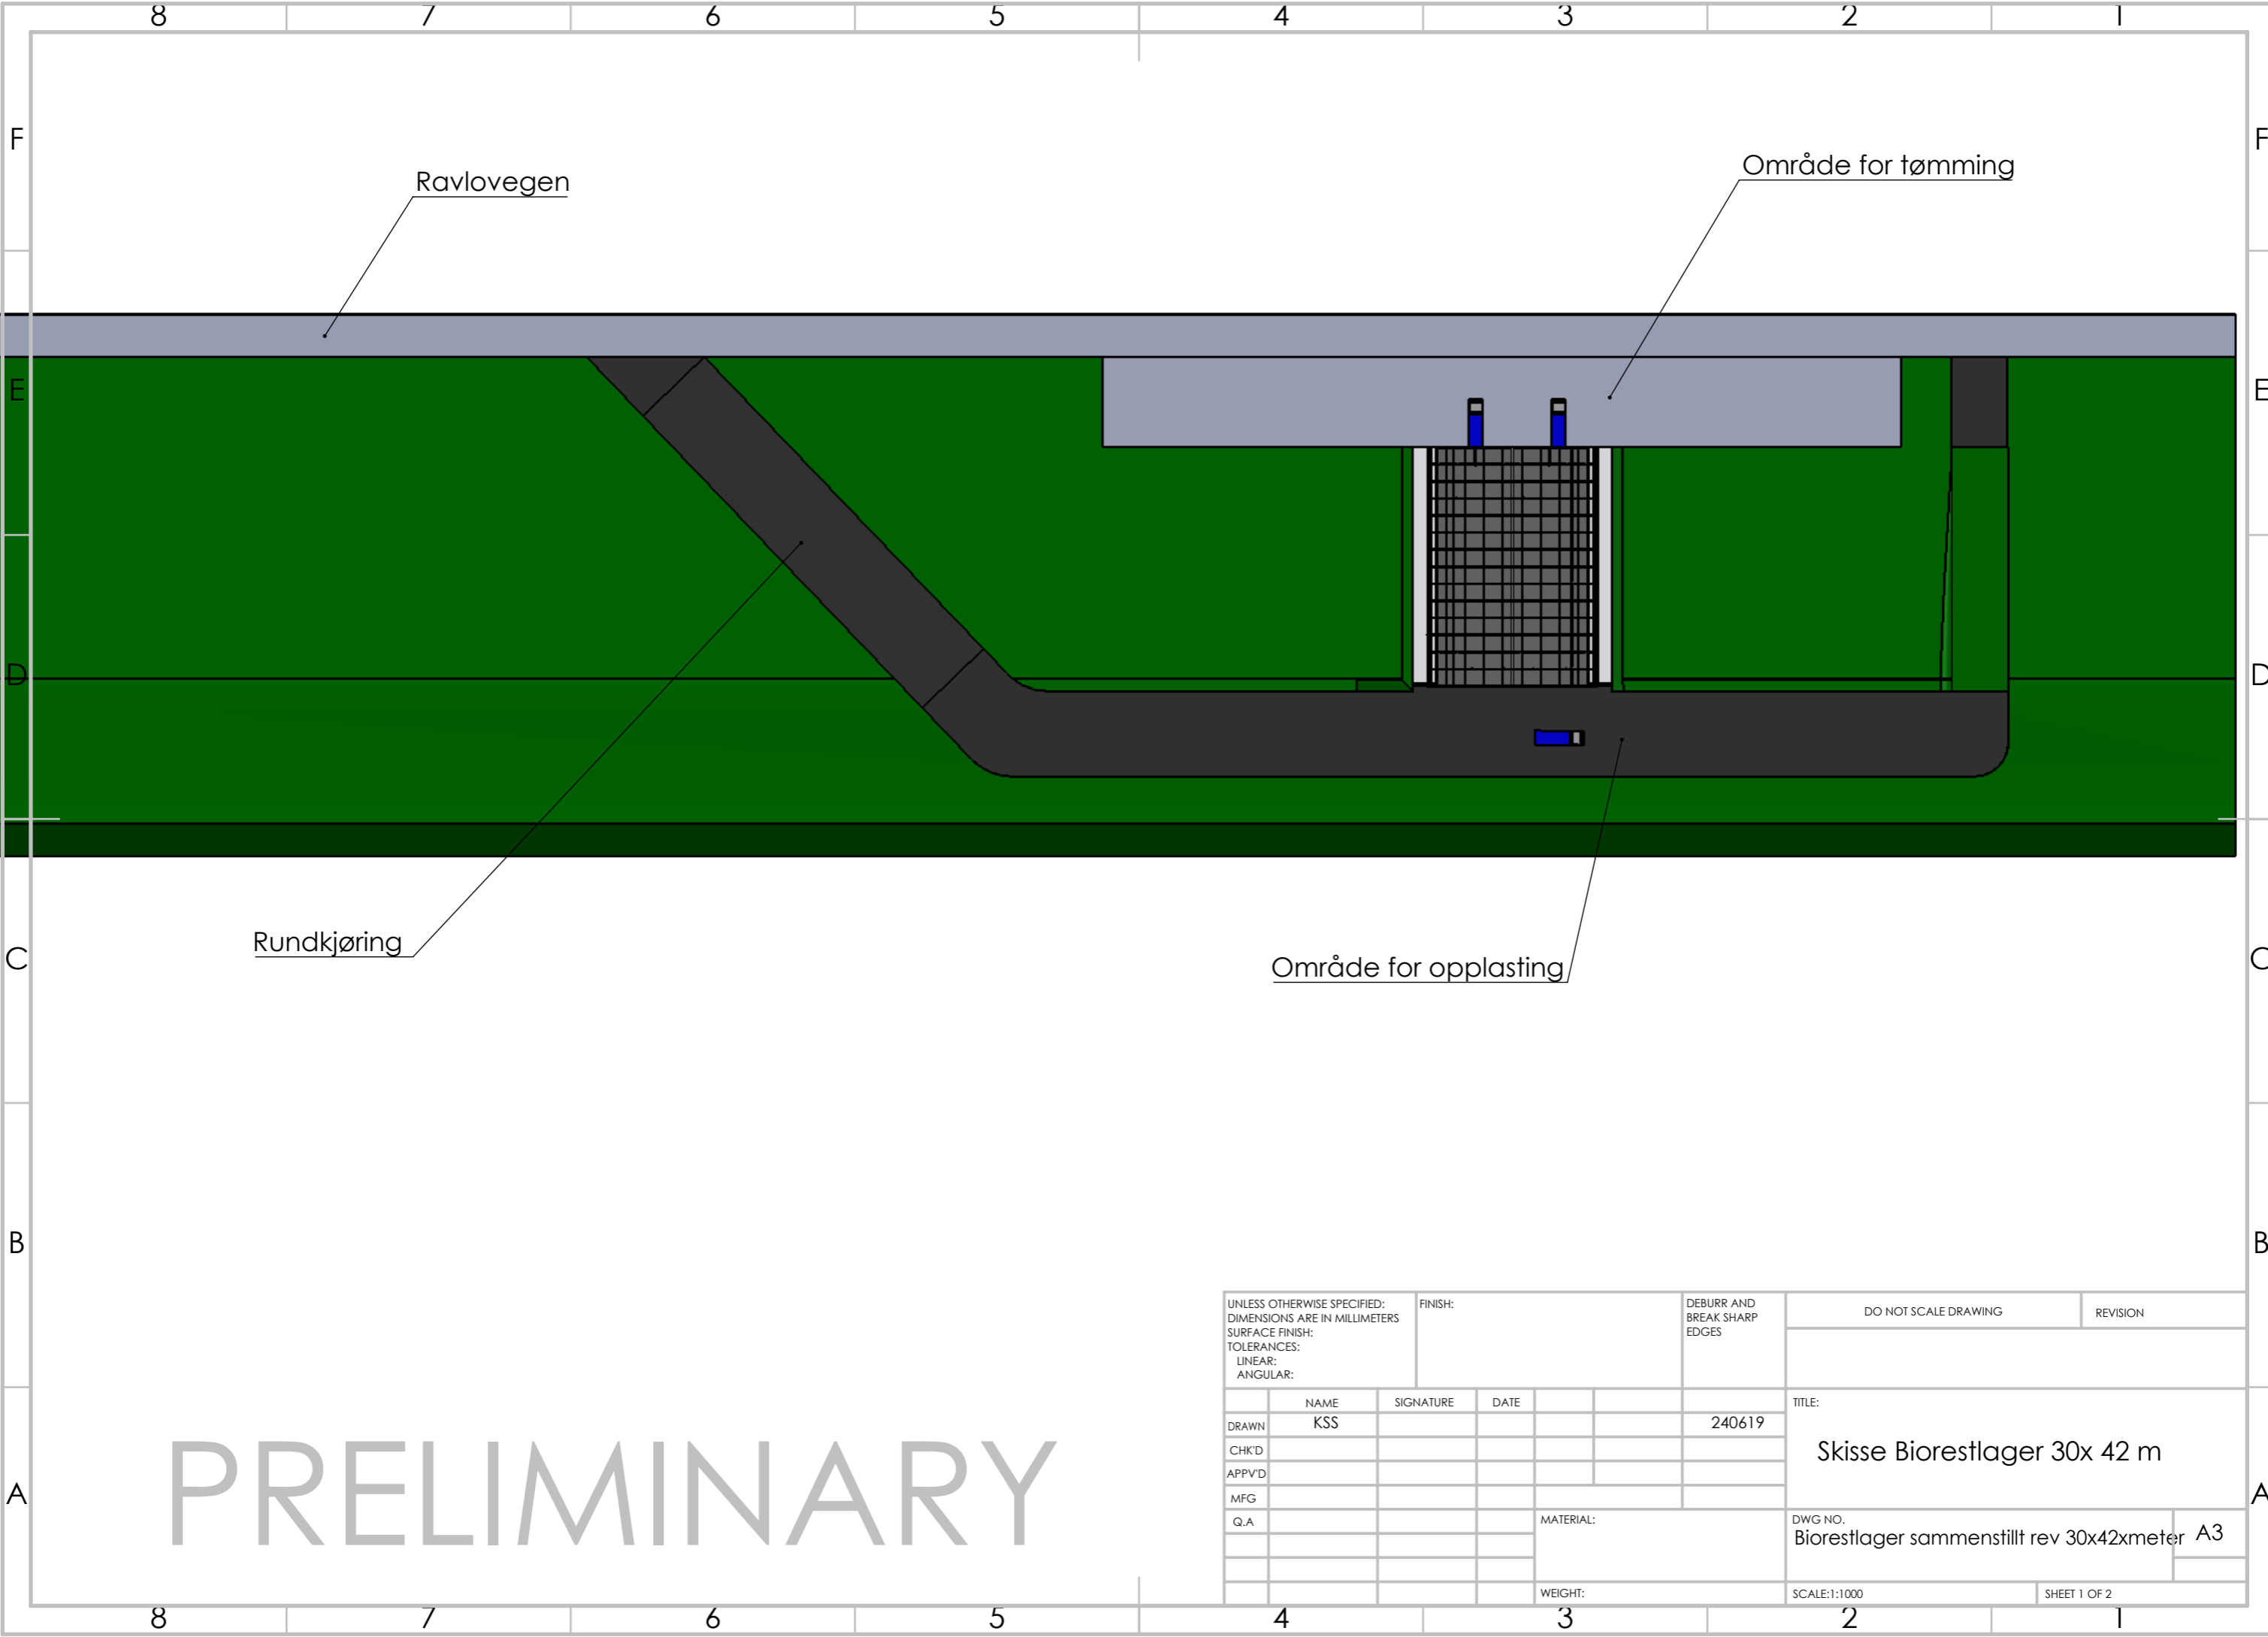 8 7 6 5 4 3 2 1
F F
Ravlovegen
Område for tømming
E E
D D
Rundkjøring
Område for opplasting
C C
B B
UNLESS OTHERWISE SPECIFIED:
DIMENSIONS ARE IN MILLIMETERS
SURFACE FINISH:
TOLERANCES:
LINEAR:
ANGULAR:
FINISH:
DEBURR AND
BREAK SHARP
EDGES
DO NOT SCALE DRAWING
REVISION
NAME SIGNATURE DATE
TITLE:
DRAWN KSS 240619
CHK'D
APPV'D
MFG
Q.A
Skisse Biorestlager 30x 42 m
A A
PRELIMINARY
MATERIAL:
DWG NO.
Biorestlager sammenstillt rev 30x42xmeter
A3
WEIGHT:
SCALE:1:1000
SHEET 1 OF 2
8 7 6 5 4 3 2 1